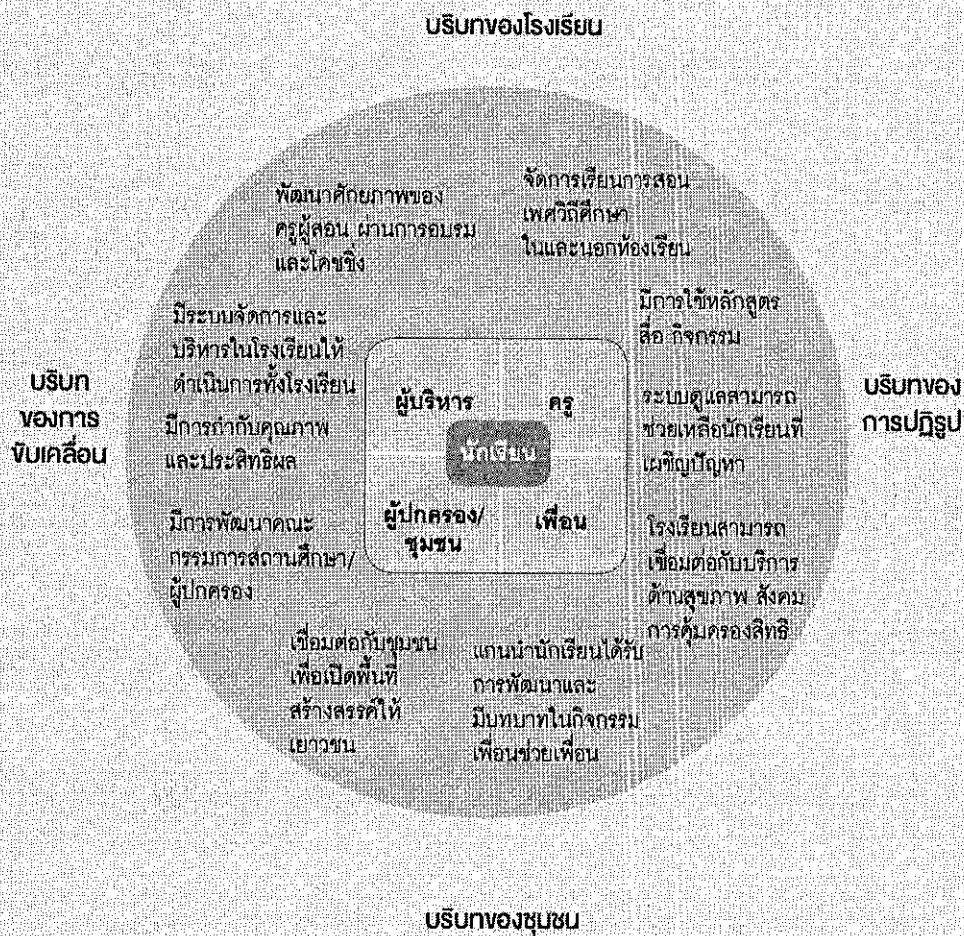 บริบทของโรงเรียน
พัฒนาศักยภาพของ
ครูผู้สอน ผ่านการอบรม
และโคชชิ่ง
จัดการเรียนการสอน
เพศวิถีศึกษา
ในและนอกห้องเรียน
มีการใช้หลักสูตร
สื่อ กิจกรรม
ระบบดูแลสามารถ
ช่วยเหลือนักเรียนที่
เผชิญปัญหา
โรงเรียนสามารถ
เชื่อมต่อกับบริการ
ด้านสุขภาพ สังคม
การคุ้มครองสิทธิ
มีระบบจัดการและ
บริหารในโรงเรียนให้
ดำเนินการทั้งโรงเรียน
มีการกำกับคุณภาพ
และประสิทธิผล
มีการพัฒนาคณะ
กรรมการสถานศึกษา/
ผู้ปกครอง
เชื่อมต่อกับชุมชน
เพื่อเปิดพื้นที่
สร้างสรรค์ให้
เยาวชน
แกนนำนักเรียนได้รับ
การพัฒนาและ
มีบทบาทในกิจกรรม
เพื่อนช่วยเพื่อน
ผู้บริหาร
ครู
นักเรียน
ผู้ปกครอง/
ชุมชน
เพื่อน
บริบท
ของการ
ขับเคลื่อน
บริบทของ
การปฏิรูป
บริบทของชุมชน